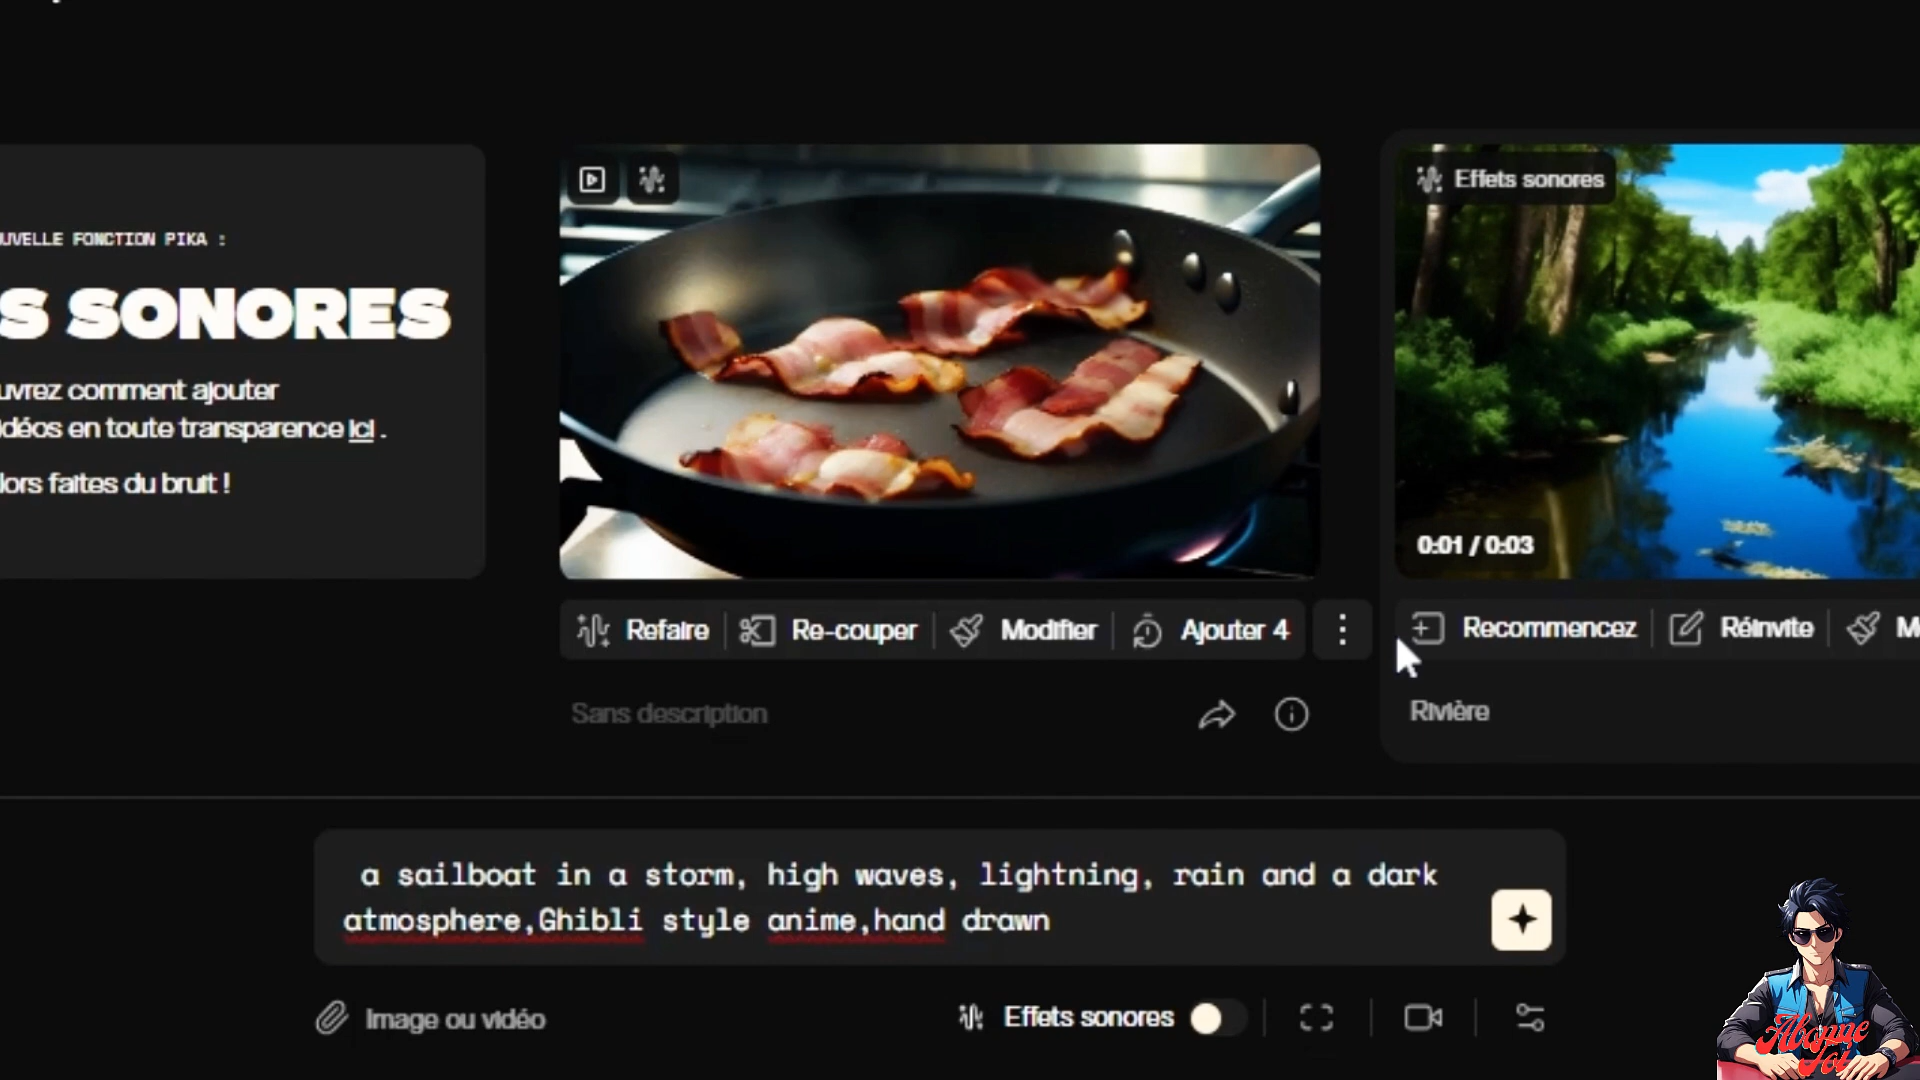 UVELLE FONCTION PIKA :
S SONORES
uvrez comment ajouter
idéos en toute transparence ici .
lors faites du bruit !
Effets sonores
0:01 / 0:03
Refaire
Re-couper
Modifier
Ajouter 4
Recommencez
Réinvite
M
Sans description
Rivière
a sailboat in a storm, high waves, lightning, rain and a dark
atmosphere,Ghibli style anime,hand drawn
Image ou vidéo
Effets sonores
Abonne
Toi